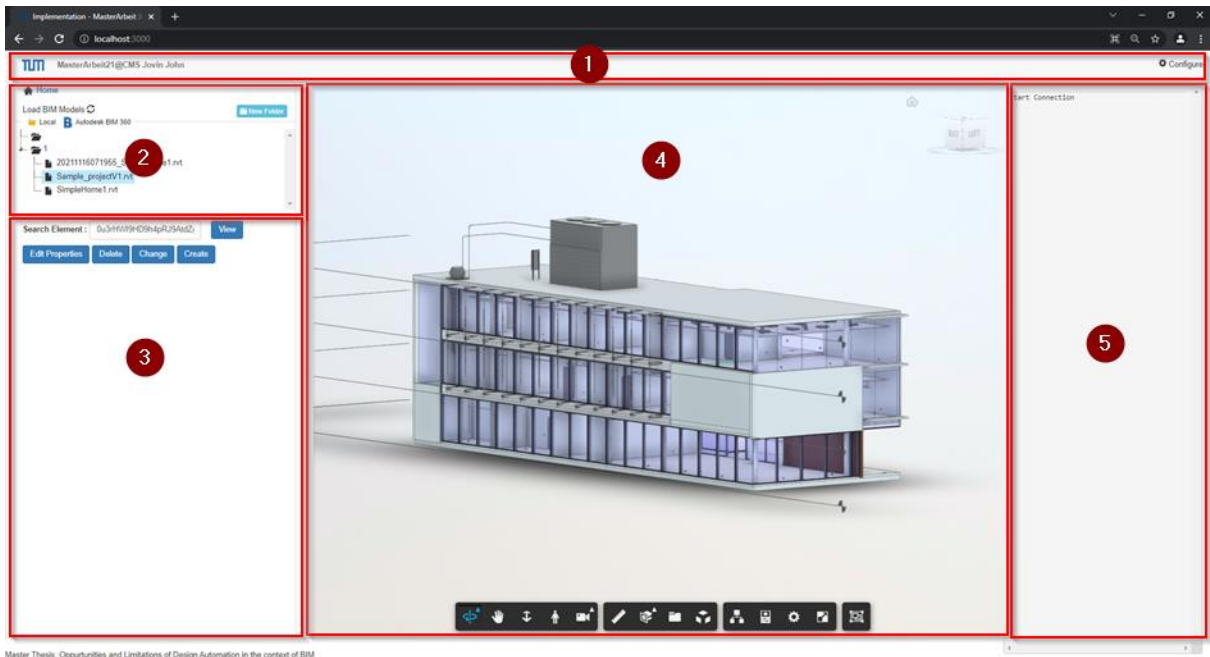 Implementation - MasterArbeit
localhost:3000
TUM MasterArbeit21@CMS Jovin John
1
Configure
Home
Load BIM Models
New Folder
Local Autodesk BIM 360
1
20211116071955_S
e1.rvt
2
Sample_projectV1.rvt
SimpleHome1.rvt
Search Element :
View
Edit Properties Delete Change Create
3
4
tart Connection
5
Master Thesis: Oppurtunities and Limitations of Design Automation in the context of BIM